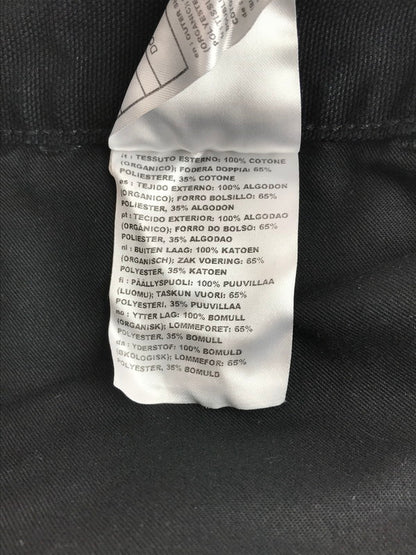 it : TESSUTO ESTERNO: 100% COTONE
(ORGANICO); FODERA DOPPIA: 65%
POLIESTERE, 35% COTONE
es : TEJIDO EXTERNO: 100% ALGODON
(ORGANICO); FORRO BOLSILLO: 65%
POLIESTER, 35% ALGODON
pt : TECIDO EXTERIOR: 100% ALGODAO
(ORGANICO); FORRO DO BOLSO: 65%
POLIESTER, 35% ALGODAO
nl : BUITEN LAAG: 100% KATOEN
(ORGANISCH); ZAK VOERING: 65%
POLYESTER, 35% KATOEN
fi : PÄÄLLYSPUOLI: 100% PUUVILLAA
(LUOMU); TASKUN VUORI: 65%
POLYESTERI, 35% PUUVILLAA
no : YTTER LAG: 100% BOMULL
(ORGANISK); LOMMEFORET: 65%
POLYESTER, 35% BOMULL
da : YDERSTOF: 100% BOMULD
(ØKOLOGISK); LOMMEFOR: 65%
POLYESTER, 35% BOMULD